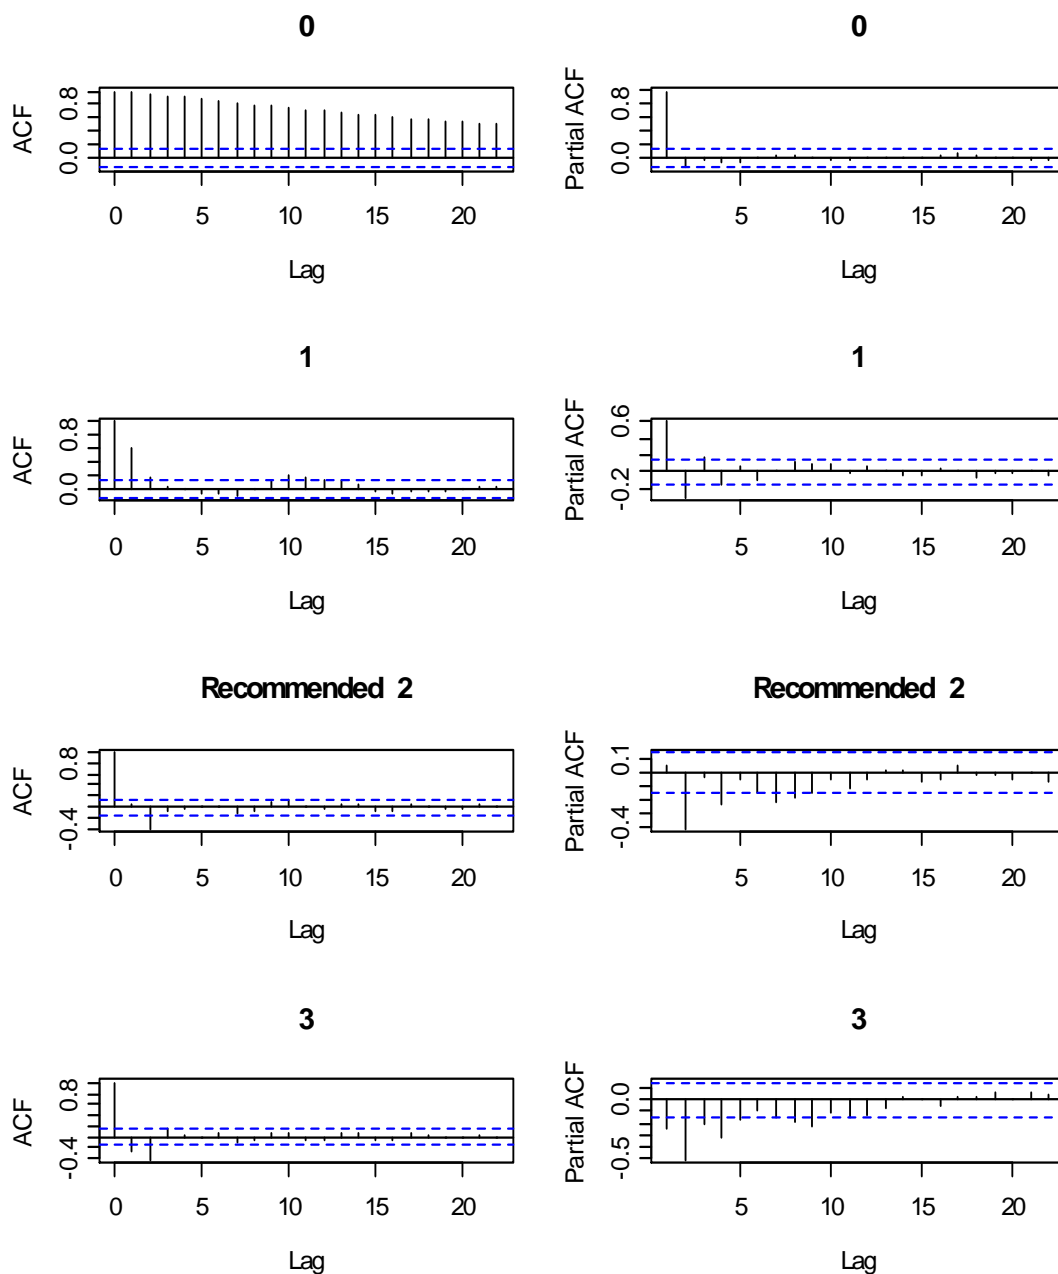 0 0
ACF 0.0 0.8
0 5 10 15 20
Lag
Partial ACF 0.0 0.8
5 10 15 20
Lag
1 1
ACF 0.0 0.8
0 5 10 15 20
Lag
Partial ACF -0.2 0.6
5 10 15 20
Lag
Recommended 2 Recommended 2
ACF -0.4 0.8
0 5 10 15 20
Lag
Partial ACF -0.4 0.1
5 10 15 20
Lag
3 3
ACF -0.4 0.8
0 5 10 15 20
Lag
Partial ACF -0.5 0.0
5 10 15 20
Lag